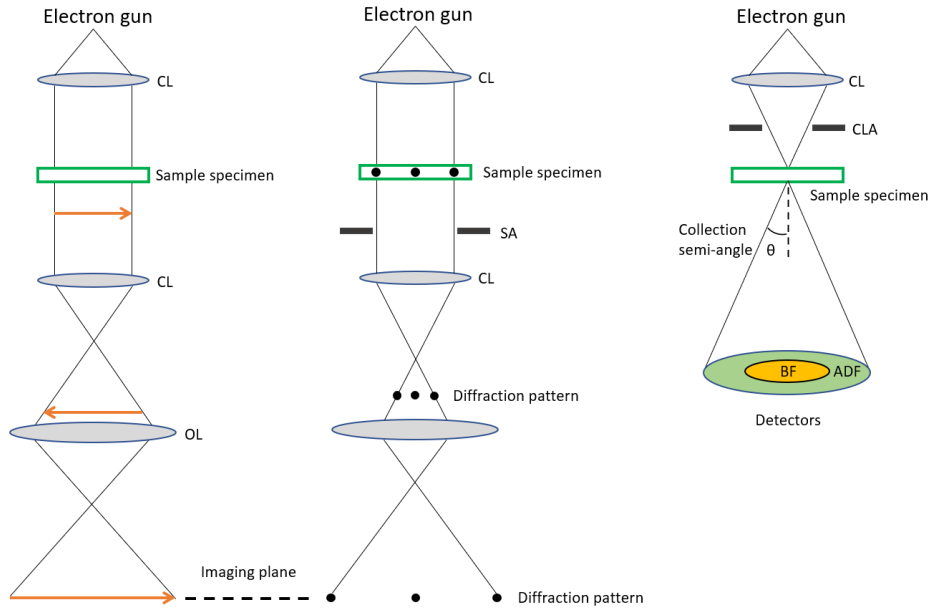 Electron gun
CL
Sample specimen
CL
OL
Imaging plane
Electron gun
CL
Sample specimen
SA
CL
Diffraction pattern
Diffraction pattern
Electron gun
CL
CLA
Sample specimen
Collection
semi-angle
θ
BF
ADF
Detectors